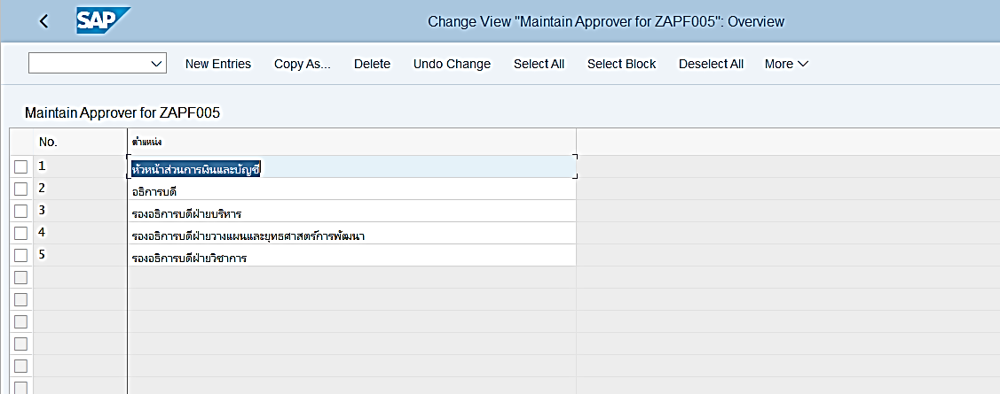 SAP
Change View "Maintain Approver for ZAPF005": Overview
New Entries Copy As... Delete Undo Change Select All Select Block Deselect All More
Maintain Approver for ZAPF005
No. ตำแหน่ง
1 หัวหน้าส่วนการเงินและบัญชี
2 อธิการบดี
3 รองอธิการบดีฝ่ายบริหาร
4 รองอธิการบดีฝ่ายวางแผนและยุทธศาสตร์การพัฒนา
5 รองอธิการบดีฝ่ายวิชาการ